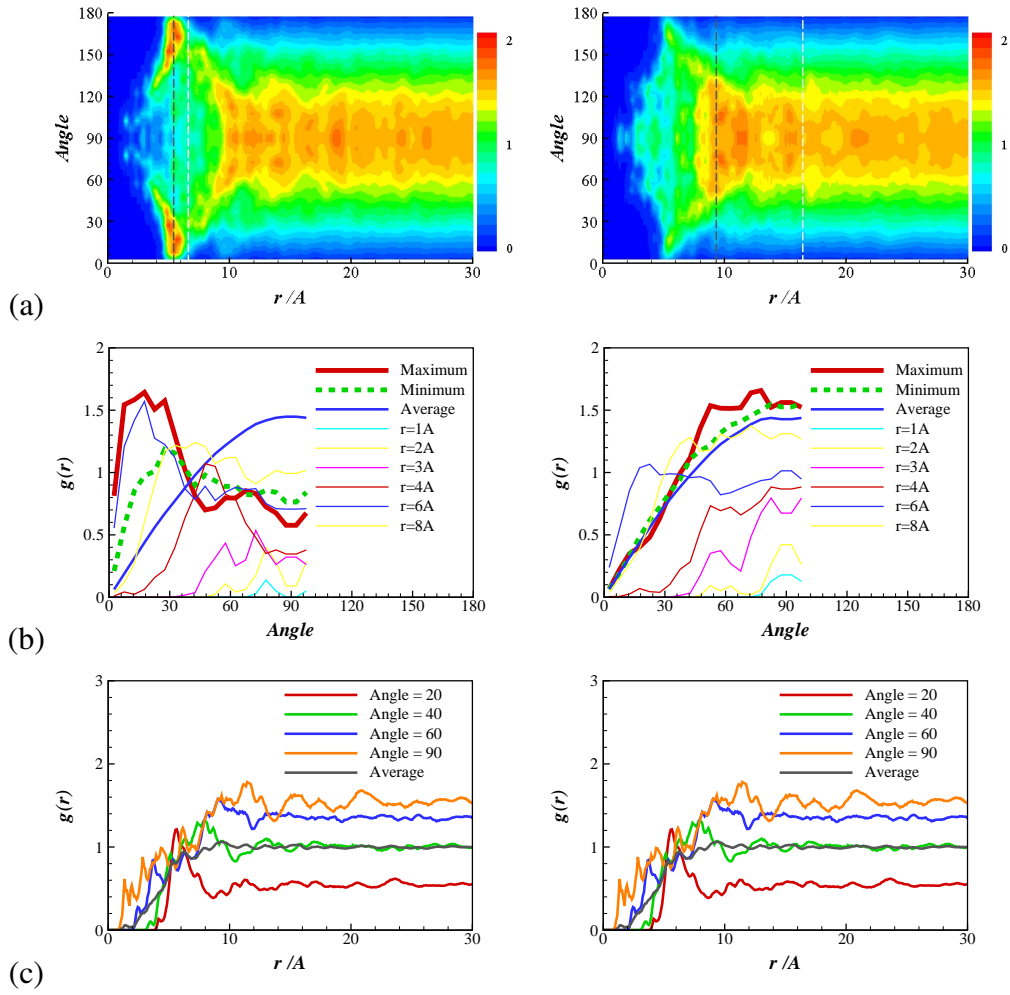 180
150
120
90
60
30
0
Angle
0 10 20 30
r /A
2
1
0
180
150
120
90
60
30
0
Angle
0 10 20 30
r /A
2
1
0
(a)
2
1.5
1
0.5
0
g(r)
Maximum
Minimum
Average
r=1A
r=2A
r=3A
r=4A
r=6A
r=8A
0 30 60 90 120 150 180
Angle
2
1.5
1
0.5
0
g(r)
Maximum
Minimum
Average
r=1A
r=2A
r=3A
r=4A
r=6A
r=8A
0 30 60 90 120 150 180
Angle
(b)
3
2
1
0
g(r)
Angle = 20
Angle = 40
Angle = 60
Angle = 90
Average
0 10 20 30
r /A
3
2
1
0
g(r)
Angle = 20
Angle = 40
Angle = 60
Angle = 90
Average
0 10 20 30
r /A
(c)